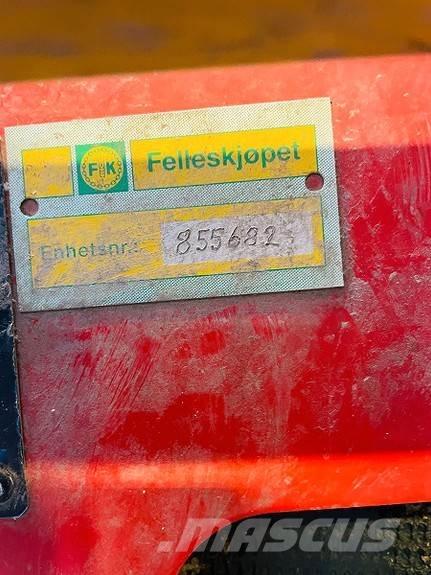 FK Felleskjøpet
Enhetsnr.: 855682
MASCUS